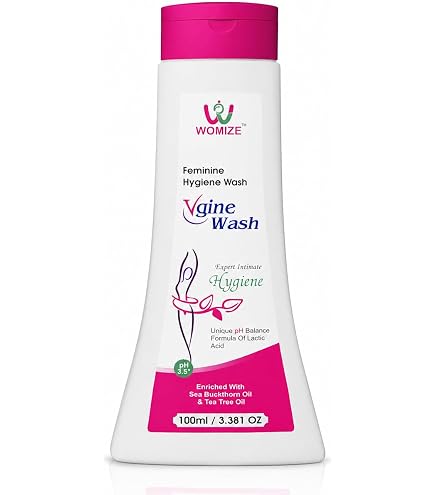 WOMIZE™
Feminine
Hygiene Wash
Vgine
Wash
Expert Intimate
Hygiene
Unique pH Balance
Formula Of Lactic
Acid
pH
3.5*
Enriched With
Sea Buckthorn Oil
& Tea Tree Oil
100ml / 3.381 OZ